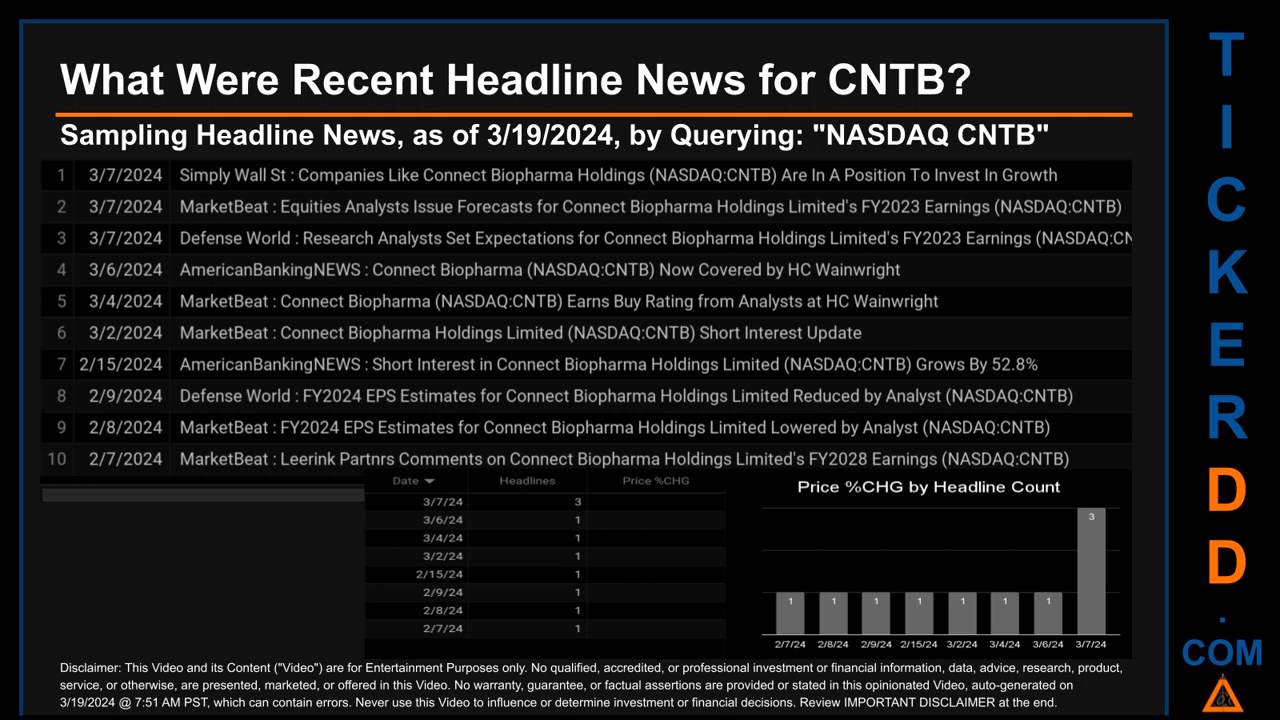 What Were Recent Headline News for CNTB?
Sampling Headline News, as of 3/19/2024, by Querying: "NASDAQ CNTB"
1 3/7/2024 Simply Wall St : Companies Like Connect Biopharma Holdings (NASDAQ:CNTB) Are In A Position To Invest In Growth
2 3/7/2024 MarketBeat : Equities Analysts Issue Forecasts for Connect Biopharma Holdings Limited's FY2023 Earnings (NASDAQ:CNTB)
3 3/7/2024 Defense World : Research Analysts Set Expectations for Connect Biopharma Holdings Limited's FY2023 Earnings (NASDAQ:CN
4 3/6/2024 AmericanBankingNEWS : Connect Biopharma (NASDAQ:CNTB) Now Covered by HC Wainwright
5 3/4/2024 MarketBeat : Connect Biopharma (NASDAQ:CNTB) Earns Buy Rating from Analysts at HC Wainwright
6 3/2/2024 MarketBeat : Connect Biopharma Holdings Limited (NASDAQ:CNTB) Short Interest Update
7 2/15/2024 AmericanBankingNEWS : Short Interest in Connect Biopharma Holdings Limited (NASDAQ:CNTB) Grows By 52.8%
8 2/9/2024 Defense World : FY2024 EPS Estimates for Connect Biopharma Holdings Limited Reduced by Analyst (NASDAQ:CNTB)
9 2/8/2024 MarketBeat : FY2024 EPS Estimates for Connect Biopharma Holdings Limited Lowered by Analyst (NASDAQ:CNTB)
10 2/7/2024 MarketBeat : Leerink Partnrs Comments on Connect Biopharma Holdings Limited's FY2028 Earnings (NASDAQ:CNTB)
Date Headlines Price %CHG
3/7/24 3
3/6/24 1
3/4/24 1
3/2/24 1
2/15/24 1
2/9/24 1
2/8/24 1
2/7/24 1
Price %CHG by Headline Count
3
1 1 1 1 1 1 1
2/7/24 2/8/24 2/9/24 2/15/24 3/2/24 3/4/24 3/6/24 3/7/24
Disclaimer: This Video and its Content ("Video") are for Entertainment Purposes only. No qualified, accredited, or professional investment or financial information, data, advice, research, product,
service, or otherwise, are presented, marketed, or offered in this Video. No warranty, guarantee, or factual assertions are provided or stated in this opinionated Video, auto-generated on
3/19/2024 @ 7:51 AM PST, which can contain errors. Never use this Video to influence or determine investment or financial decisions. Review IMPORTANT DISCLAIMER at the end.
T
I
C
K
E
R
D
D
.
COM